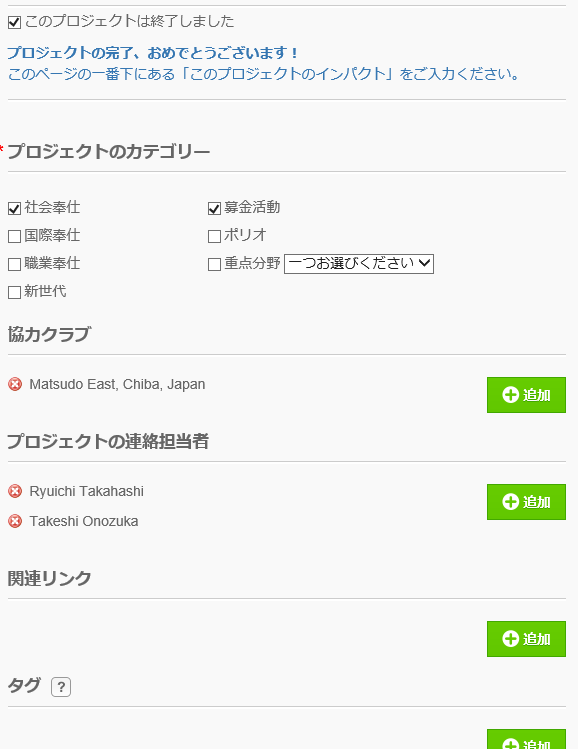 このプロジェクトは終了しました
プロジェクトの完了、おめでとうございます！
このページの一番下にある「このプロジェクトのインパクト」をご入力ください。
*プロジェクトのカテゴリー
社会奉仕 募金活動
国際奉仕 ポリオ
職業奉仕 重点分野 一つお選びください
新世代
協力クラブ
Matsudo East, Chiba, Japan 追加
プロジェクトの連絡担当者
Ryuichi Takahashi 追加
Takeshi Onozuka
関連リンク
追加
タグ ?
追加